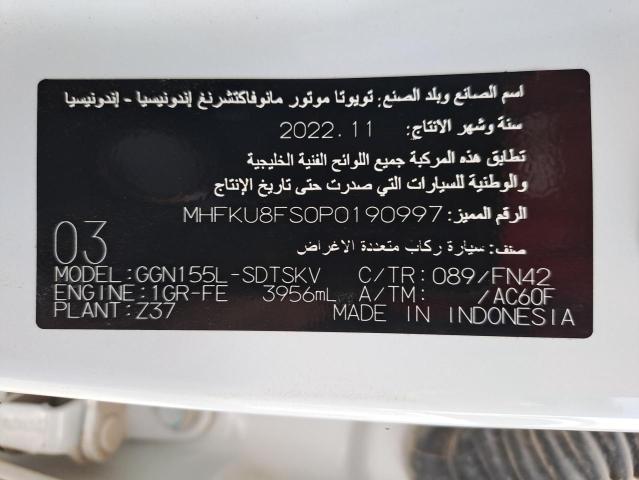 اسم الصانع وبلد الصنع: تويوتا موتور مانوفاكتشرنغ إندونيسيا - إندونيسيا
سنة وشهر الانتاج: 2022.11
تطابق هذه المركبة جميع اللوائح الفنية الخليجية
والوطنية للسيارات التي صدرت حتى تاريخ الإنتاج
الرقم المميز: MHFKU8FS0P0190997
صنف: سيارة ركاب متعددة الاغراض
03
MODEL:GGN155L-SDTSKV C/TR:089/FN42
ENGINE:1GR-FE 3956mL A/TM: /AC60F
PLANT:Z37 MADE IN INDONESIA